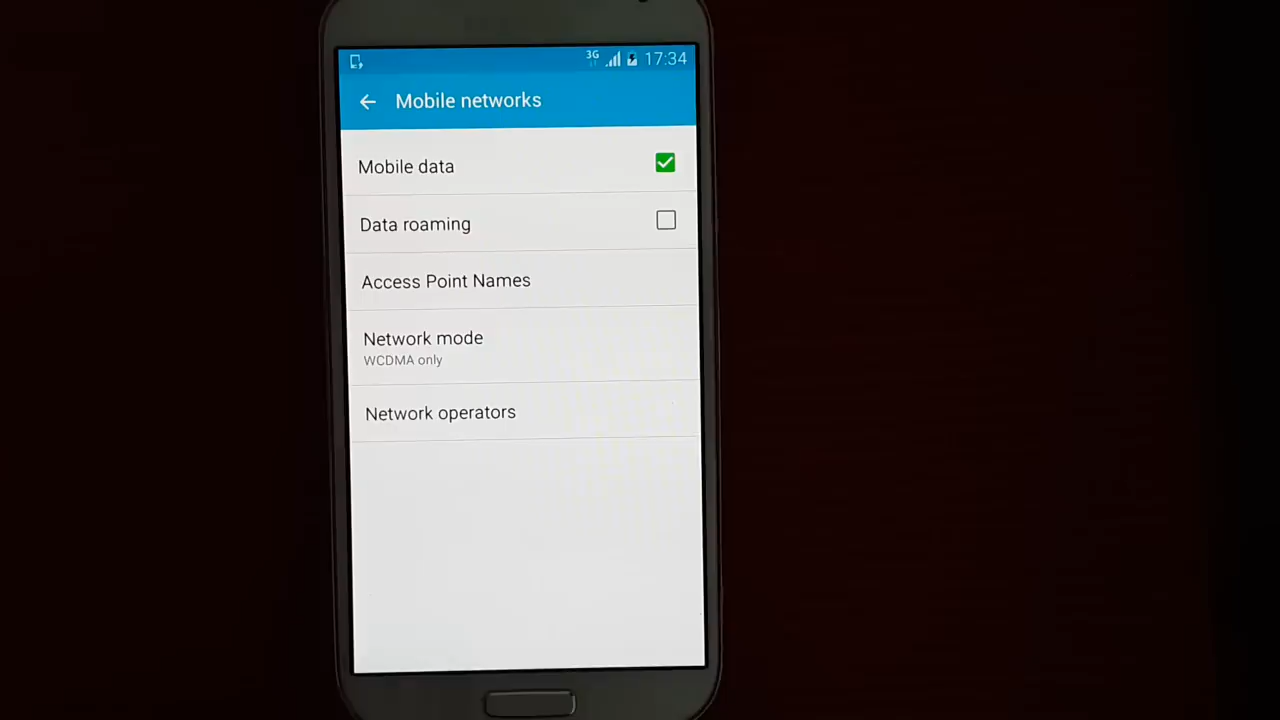 3G 17:34
Mobile networks
Mobile data
Data roaming
Access Point Names
Network mode
WCDMA only
Network operators